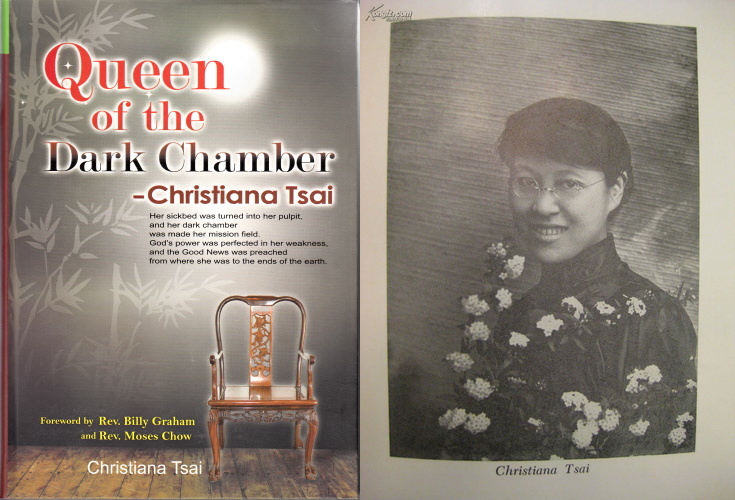 Queen
of the
Dark Chamber
–Christiana Tsai
Her sickbed was turned into her pulpit,
and her dark chamber
was made her mission field.
God's power was perfected in her weakness,
and the Good News was preached
from where she was to the ends of the earth.
Foreword by Rev. Billy Graham
and Rev. Moses Chow
Christiana Tsai
Kongfz.com
Christiana Tsai